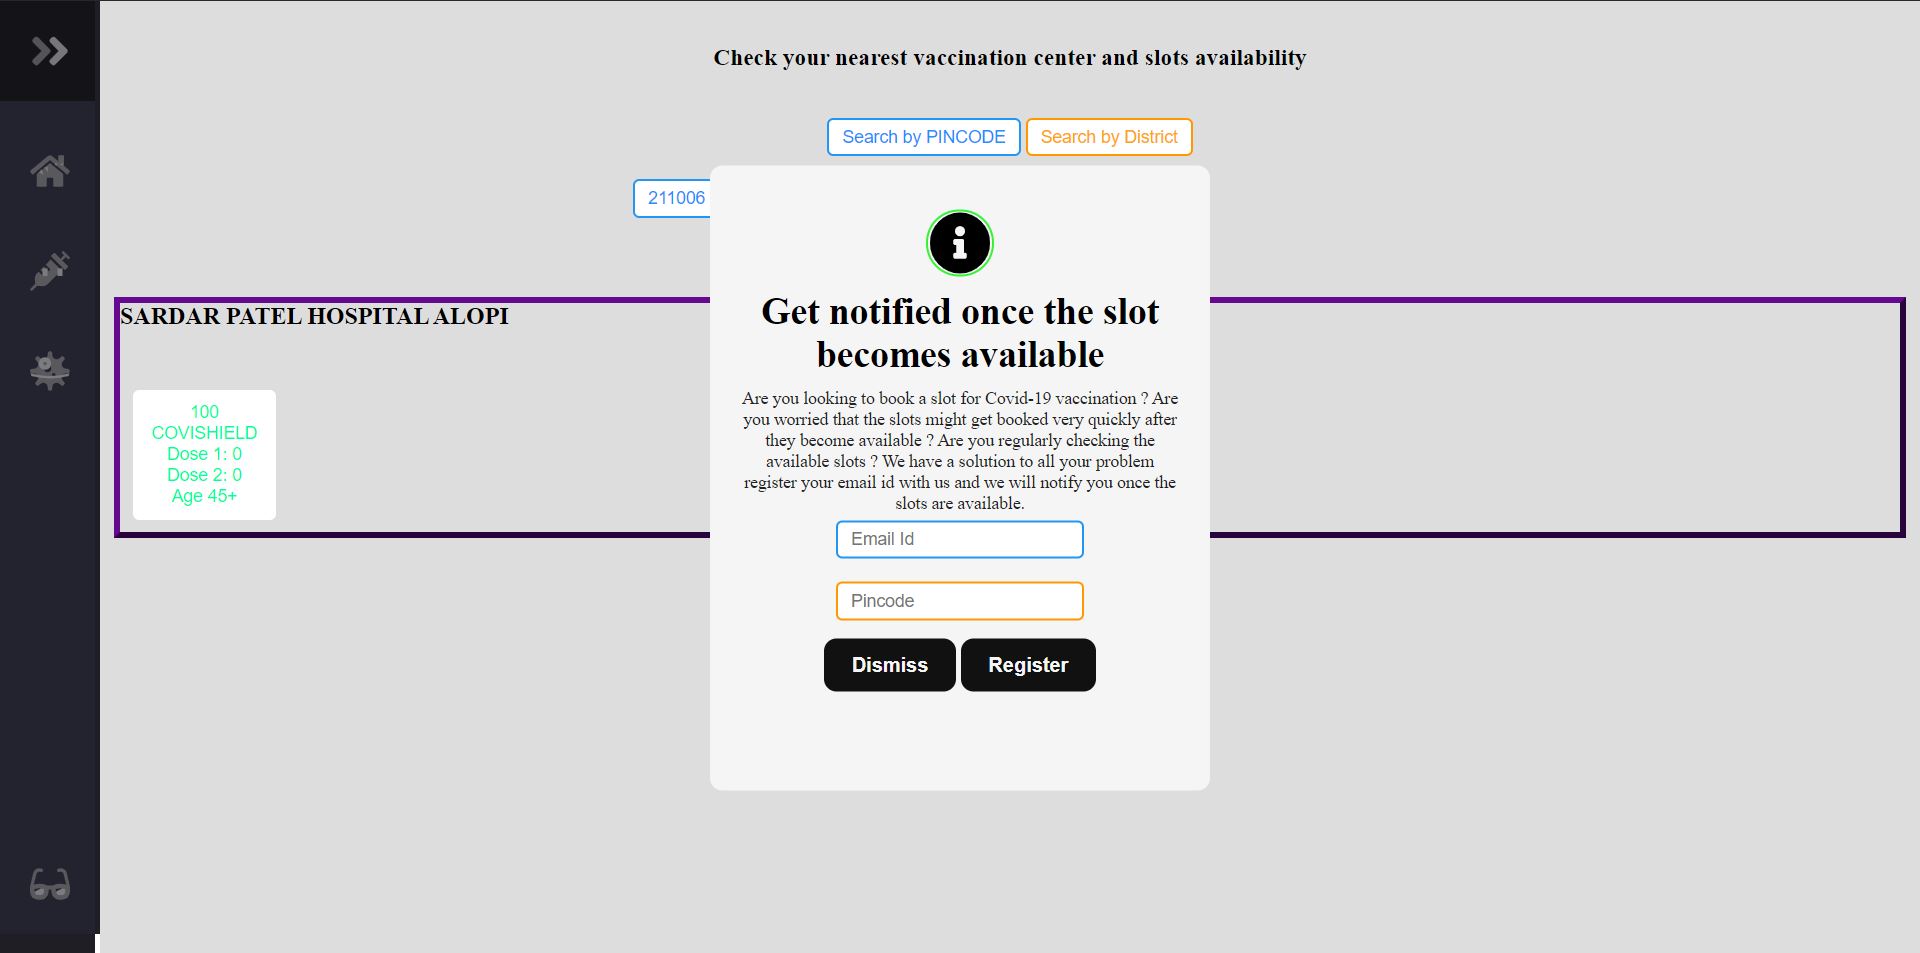 Check your nearest vaccination center and slots availability
Search by PINCODE
Search by District
211006
SARDAR PATEL HOSPITAL ALOPI
100
COVISHIELD
Dose 1: 0
Dose 2: 0
Age 45+
Get notified once the slot
becomes available
Are you looking to book a slot for Covid-19 vaccination ? Are
you worried that the slots might get booked very quickly after
they become available ? Are you regularly checking the
available slots ? We have a solution to all your problem
register your email id with us and we will notify you once the
slots are available.
Email Id
Pincode
Dismiss
Register